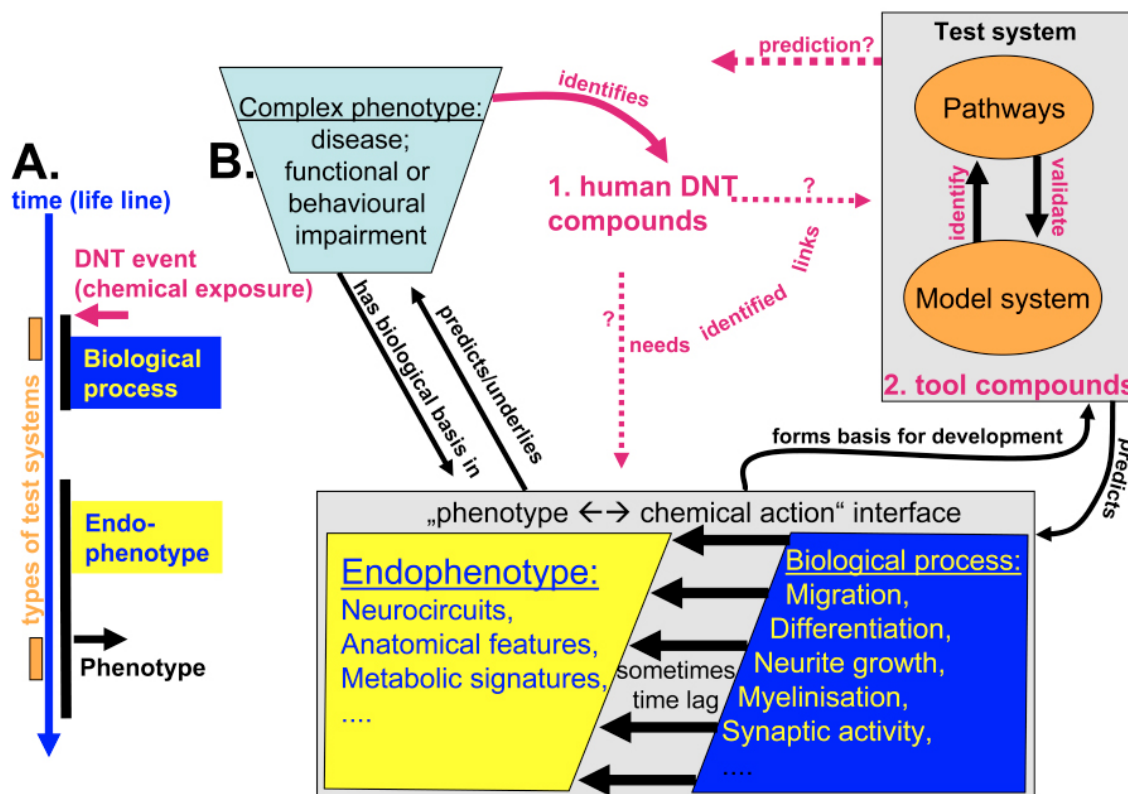 A.
time (life line)
DNT event
(chemical exposure)
Biological
process
types of test systems
Endo-
phenotype
Phenotype
B.
Complex phenotype:
disease;
functional or
behavioural
impairment
identifies
prediction?
1. human DNT
compounds
?
?
needs identified links
has biological basis in
predicts/underlies
Test system
Pathways
identify
validate
Model system
2. tool compounds
forms basis for development
predicts
„phenotype ←→ chemical action“ interface
Endophenotype:
Neurocircuits,
Anatomical features,
Metabolic signatures,
....
sometimes
time lag
Biological process:
Migration,
Differentiation,
Neurite growth,
Myelinisation,
Synaptic activity,
....